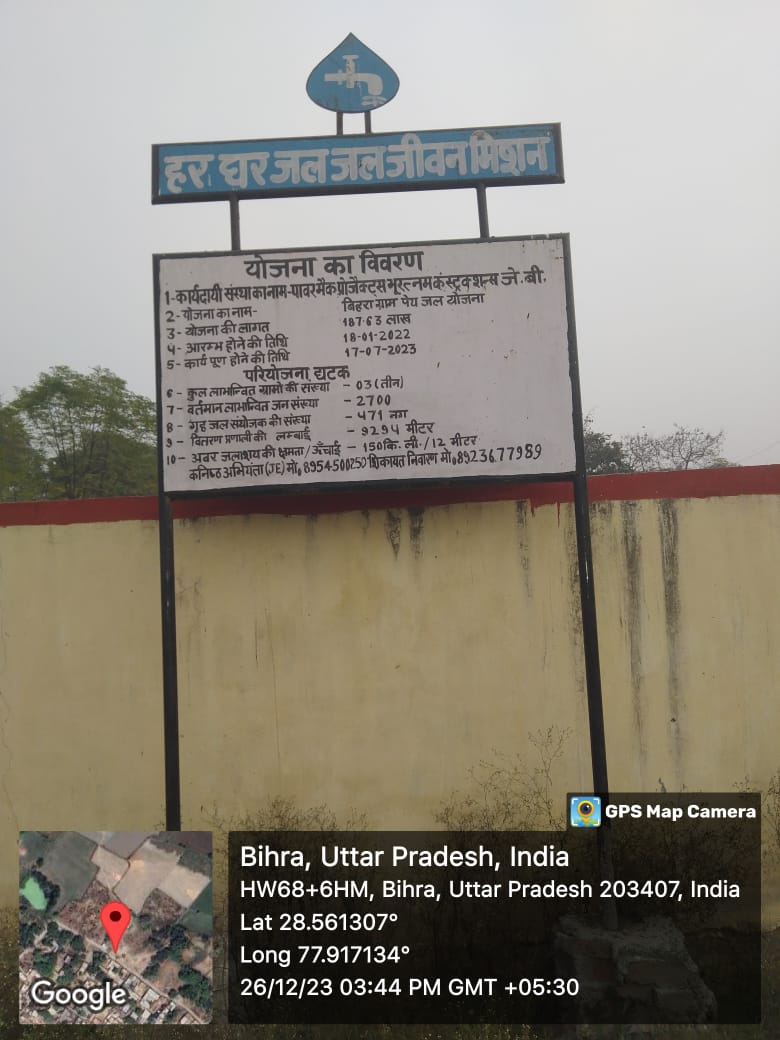 हर घर जल जल जीवन मिशन
योजना का विवरण
1- कार्यदायी संस्था का नाम- पावर मैक प्रोजैक्ट्स भूरत्नम कंस्ट्रक्शन्स जे.बी.
2- योजना का नाम- बिहरा ग्राम पेय जल योजना
3- योजना की लागत 187.63 लाख
4- आरम्भ होने की तिथि 18-01-2022
5- कार्य पूण होने की तिथि 17-07-2023
परियोजना घटक
6- कुल लाभान्वित ग्रामो की संख्या - 03 (तीन)
7- वर्तमान लाभान्वित जन संख्या - 2700
8- गृह जल संयोजक की संख्या - 471 नग
9- वितरण प्रणाली की लम्बाई - 9294 मीटर
10- अवर जलाशय की क्षमता/ऊँचाई - 150 कि. ली./12 मीटर
कनिष्ठ अभियंता (JE) मो. 8954500250 शिकायत निवारण मो. 8923677989
GPS Map Camera
Bihra, Uttar Pradesh, India
HW68+6HM, Bihra, Uttar Pradesh 203407, India
Lat 28.561307°
Long 77.917134°
26/12/23 03:44 PM GMT +05:30
Google